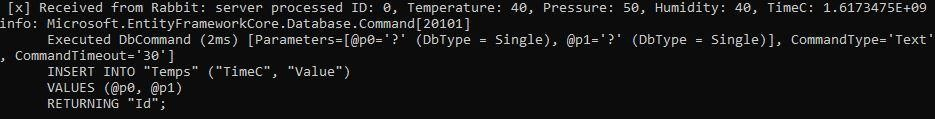 [x] Received from Rabbit: server processed ID: 0, Temperature: 40, Pressure: 50, Humidity: 40, TimeC: 1.6173475E+09
info: Microsoft.EntityFrameworkCore.Database.Command[20101]
Executed DbCommand (2ms) [Parameters=[@p0='?' (DbType = Single), @p1='?' (DbType = Single)], CommandType='Text'
, CommandTimeout='30']
INSERT INTO "Temps" ("TimeC", "Value")
VALUES (@p0, @p1)
RETURNING "Id";